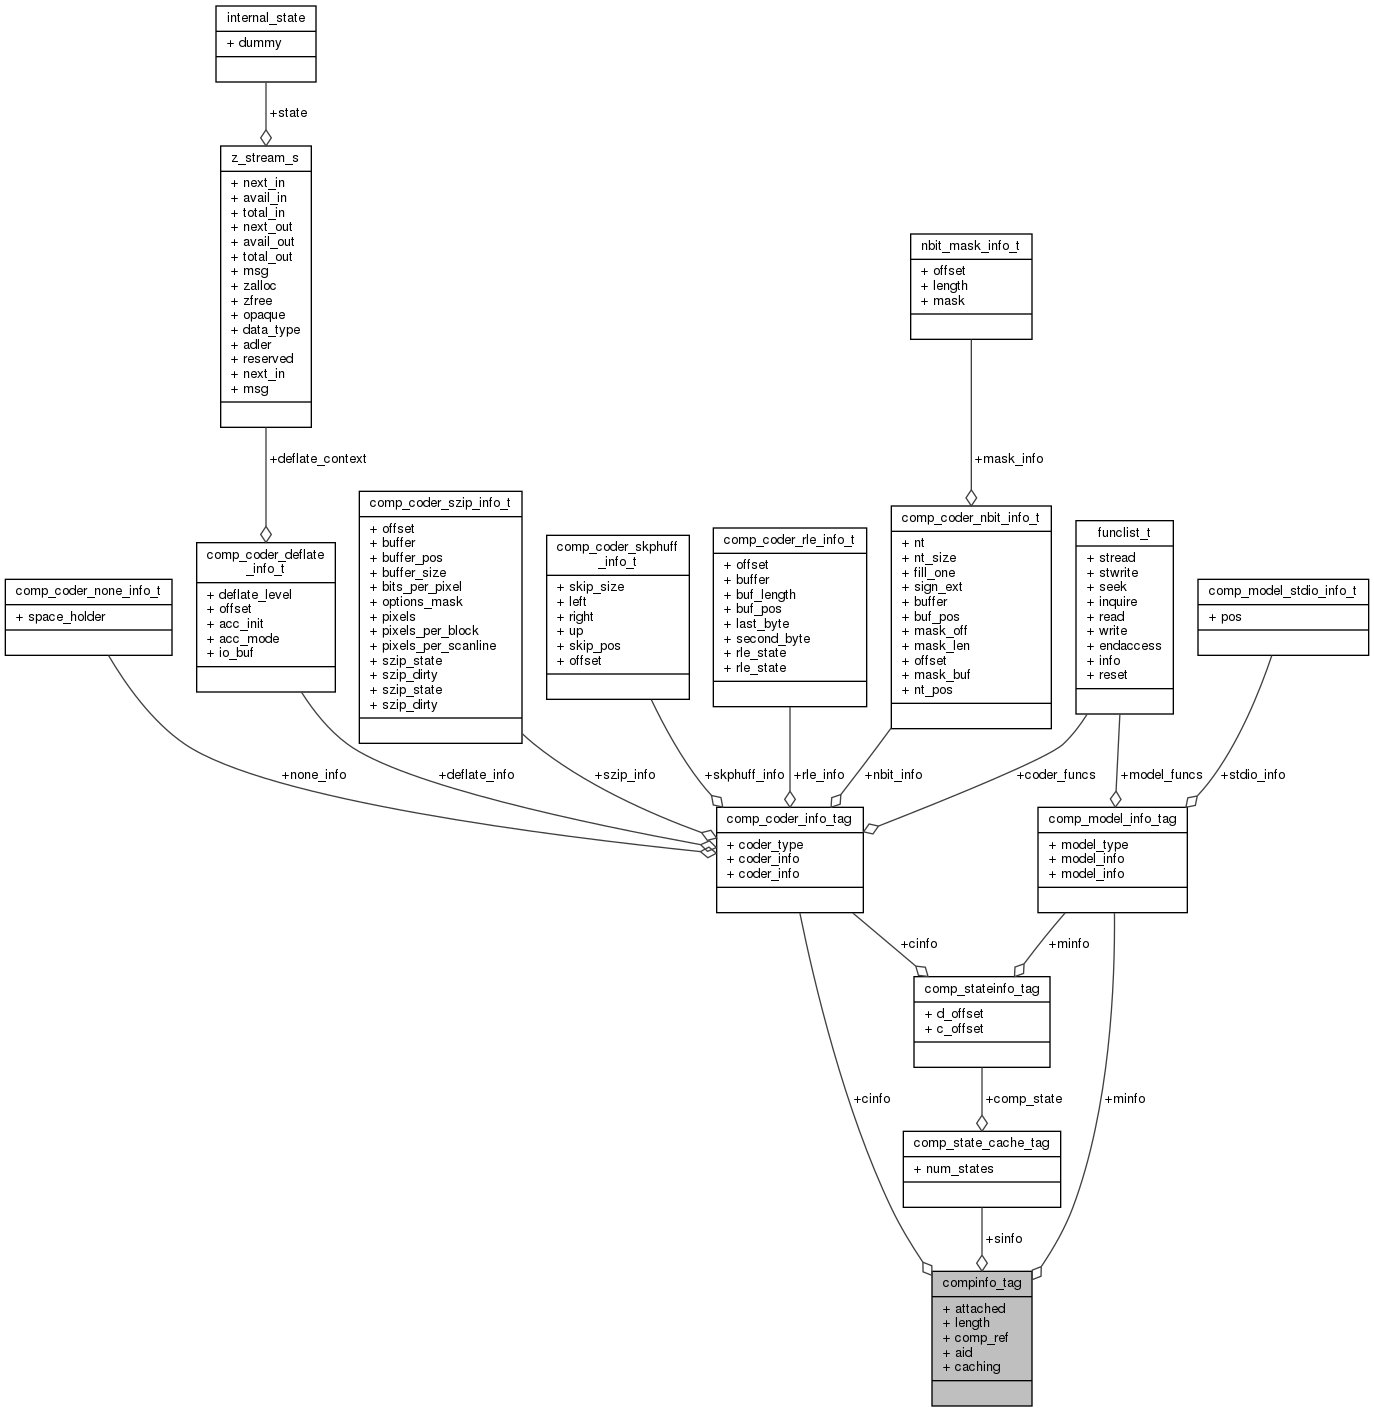 internal_state
+ dummy
+state
z_stream_s
+ next_in
+ avail_in
+ total_in
+ next_out
+ avail_out
+ total_out
+ msg
+ zalloc
+ zfree
+ opaque
+ data_type
+ adler
+ reserved
+ next_in
+ msg
nbit_mask_info_t
+ offset
+ length
+ mask
+deflate_context
+mask_info
comp_coder_none_info_t
+ space_holder
comp_coder_deflate
_info_t
+ deflate_level
+ offset
+ acc_init
+ acc_mode
+ io_buf
comp_coder_szip_info_t
+ offset
+ buffer
+ buffer_pos
+ buffer_size
+ bits_per_pixel
+ options_mask
+ pixels
+ pixels_per_block
+ pixels_per_scanline
+ szip_state
+ szip_dirty
+ szip_state
+ szip_dirty
comp_coder_skphuff
_info_t
+ skip_size
+ left
+ right
+ up
+ skip_pos
+ offset
comp_coder_rle_info_t
+ offset
+ buffer
+ buf_length
+ buf_pos
+ last_byte
+ second_byte
+ rle_state
+ rle_state
comp_coder_nbit_info_t
+ nt
+ nt_size
+ fill_one
+ sign_ext
+ buffer
+ buf_pos
+ mask_off
+ mask_len
+ offset
+ mask_buf
+ nt_pos
funclist_t
+ stread
+ stwrite
+ seek
+ inquire
+ read
+ write
+ endaccess
+ info
+ reset
comp_model_stdio_info_t
+ pos
+none_info
+deflate_info
+szip_info
+skphuff_info
+rle_info
+nbit_info
+coder_funcs
+model_funcs
+stdio_info
comp_coder_info_tag
+ coder_type
+ coder_info
+ coder_info
comp_model_info_tag
+ model_type
+ model_info
+ model_info
+cinfo
+minfo
comp_stateinfo_tag
+ d_offset
+ c_offset
+cinfo
+comp_state
+minfo
comp_state_cache_tag
+ num_states
+sinfo
compinfo_tag
+ attached
+ length
+ comp_ref
+ aid
+ caching